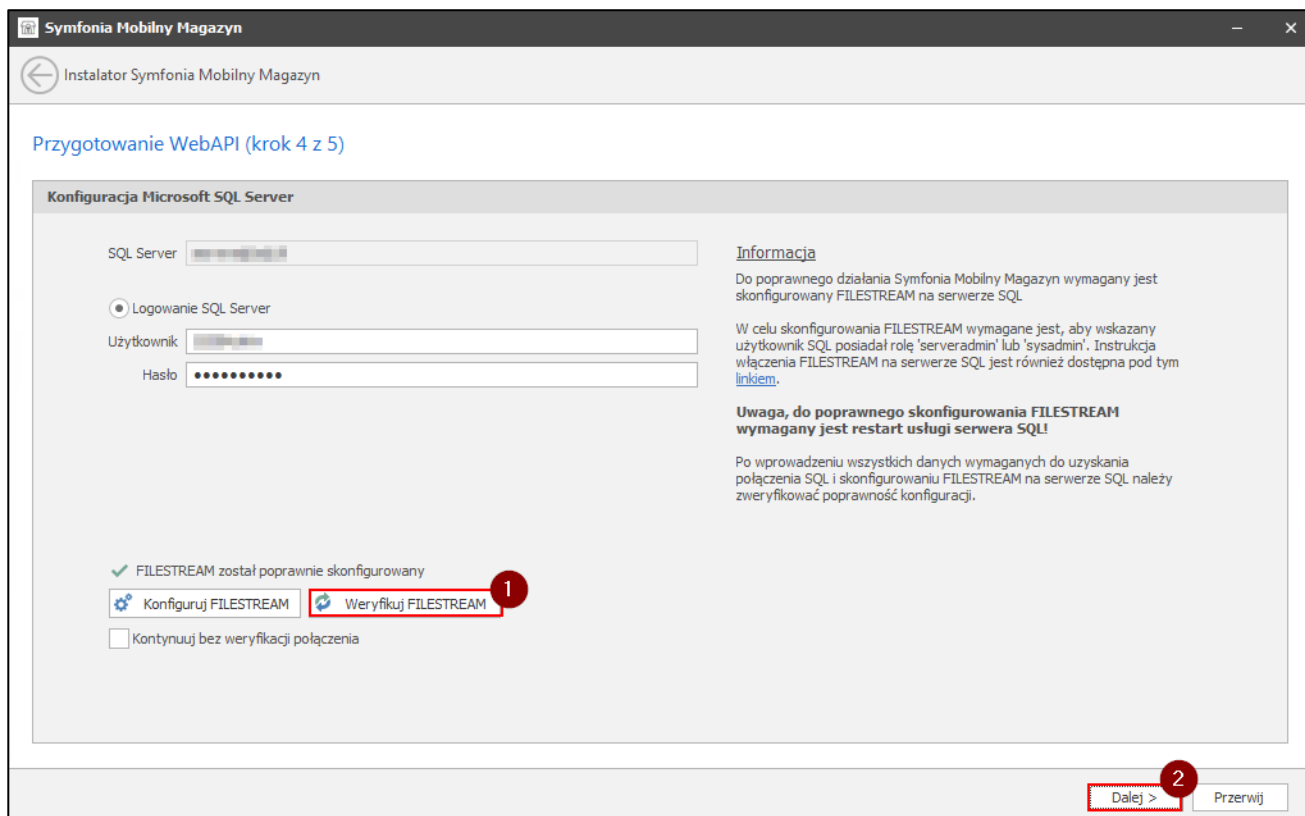 Symfonia Mobilny Magazyn
Instalator Symfonia Mobilny Magazyn
Przygotowanie WebAPI (krok 4 z 5)
Konfiguracja Microsoft SQL Server
SQL Server
Logowanie SQL Server
Użytkownik
Hasło ••••••••••
Informacja
Do poprawnego działania Symfonia Mobilny Magazyn wymagany jest
skonfigurowany FILESTREAM na serwerze SQL
W celu skonfigurowania FILESTREAM wymagane jest, aby wskazany
użytkownik SQL posiadał rolę 'serveradmin' lub 'sysadmin'. Instrukcja
włączenia FILESTREAM na serwerze SQL jest również dostępna pod tym
linkiem.
Uwaga, do poprawnego skonfigurowania FILESTREAM
wymagany jest restart usługi serwera SQL!
Po wprowadzeniu wszystkich danych wymaganych do uzyskania
połączenia SQL i skonfigurowaniu FILESTREAM na serwerze SQL należy
zweryfikować poprawność konfiguracji.
FILESTREAM został poprawnie skonfigurowany
Konfiguruj FILESTREAM Weryfikuj FILESTREAM 1
Kontynuuj bez weryfikacji połączenia
2
Dalej > Przerwij